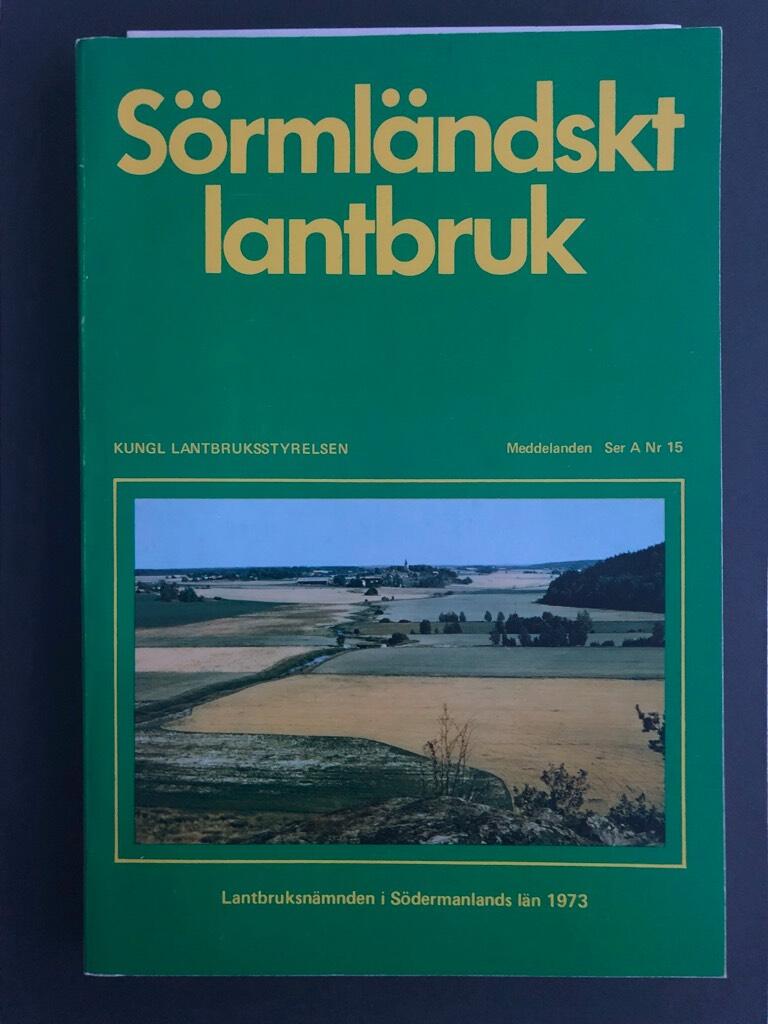 Sörmländskt
lantbruk
KUNGL LANTBRUKSSTYRELSEN
Meddelanden Ser A Nr 15
Lantbruksnämnden i Södermanlands län 1973